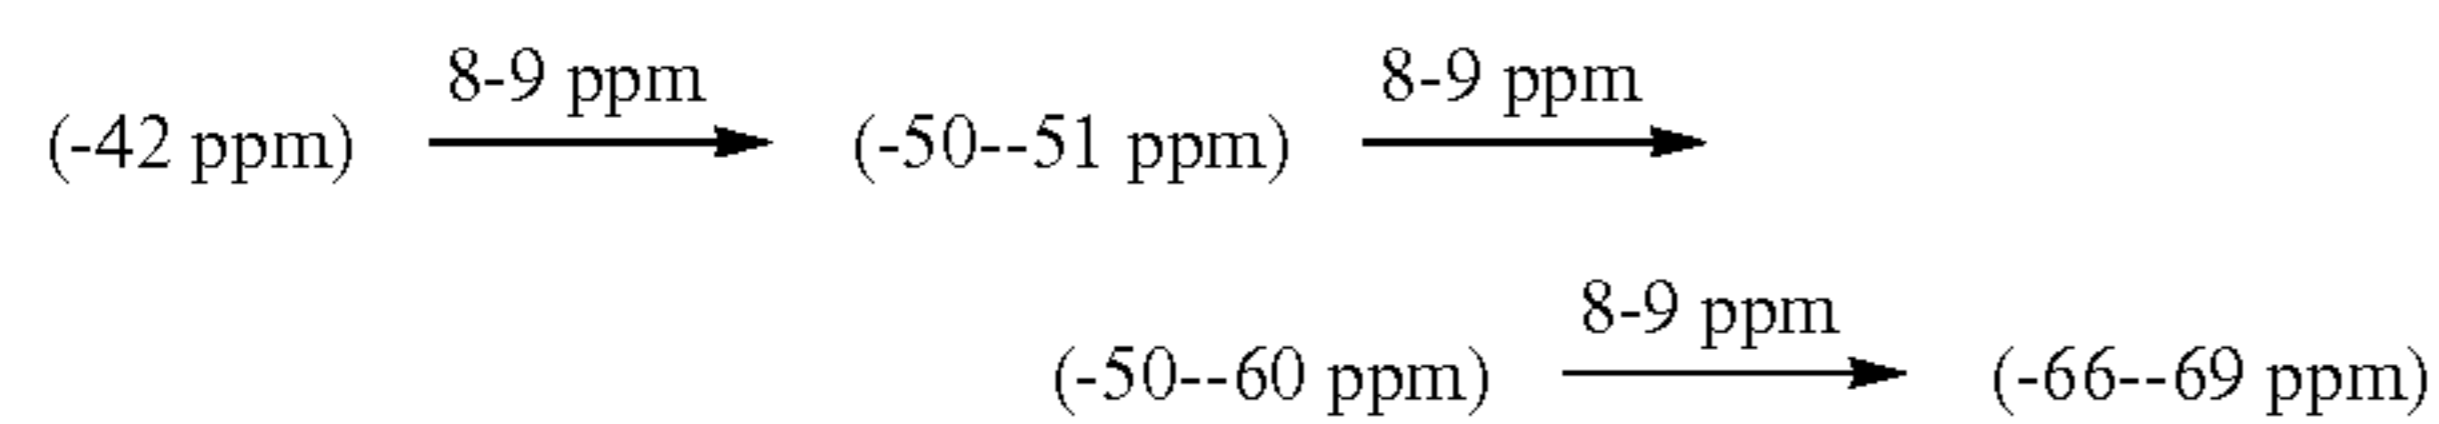 8-9 ppm 8-9 ppm
(-42 ppm) (-50--51 ppm)
8-9 ppm
(-50--60 ppm) (-66--69 ppm)